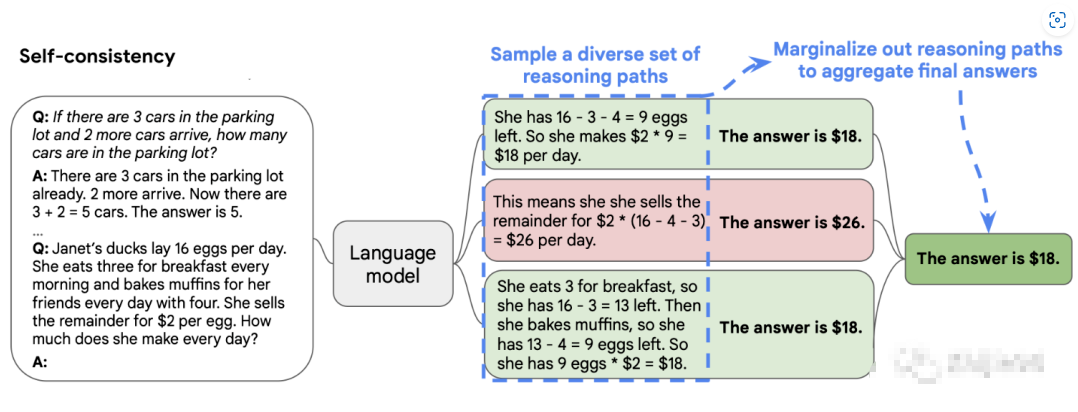 Self-consistency
Q: If there are 3 cars in the parking
lot and 2 more cars arrive, how many
cars are in the parking lot?
A: There are 3 cars in the parking lot
already. 2 more arrive. Now there are
3 + 2 = 5 cars. The answer is 5.
...
Q: Janet's ducks lay 16 eggs per day.
She eats three for breakfast every
morning and bakes muffins for her
friends every day with four. She sells
the remainder for $2 per egg. How
much does she make every day?
A:
Language
model
Sample a diverse set of
reasoning paths
She has 16 - 3 - 4 = 9 eggs
left. So she makes $2 * 9 =
$18 per day.
The answer is $18.
This means she she sells the
remainder for $2 * (16 - 4 - 3)
= $26 per day.
The answer is $26.
She eats 3 for breakfast, so
she has 16 - 3 = 13 left. Then
she bakes muffins, so she
has 13 - 4 = 9 eggs left. So
she has 9 eggs * $2 = $18.
The answer is $18.
Marginalize out reasoning paths
to aggregate final answers
The answer is $18.